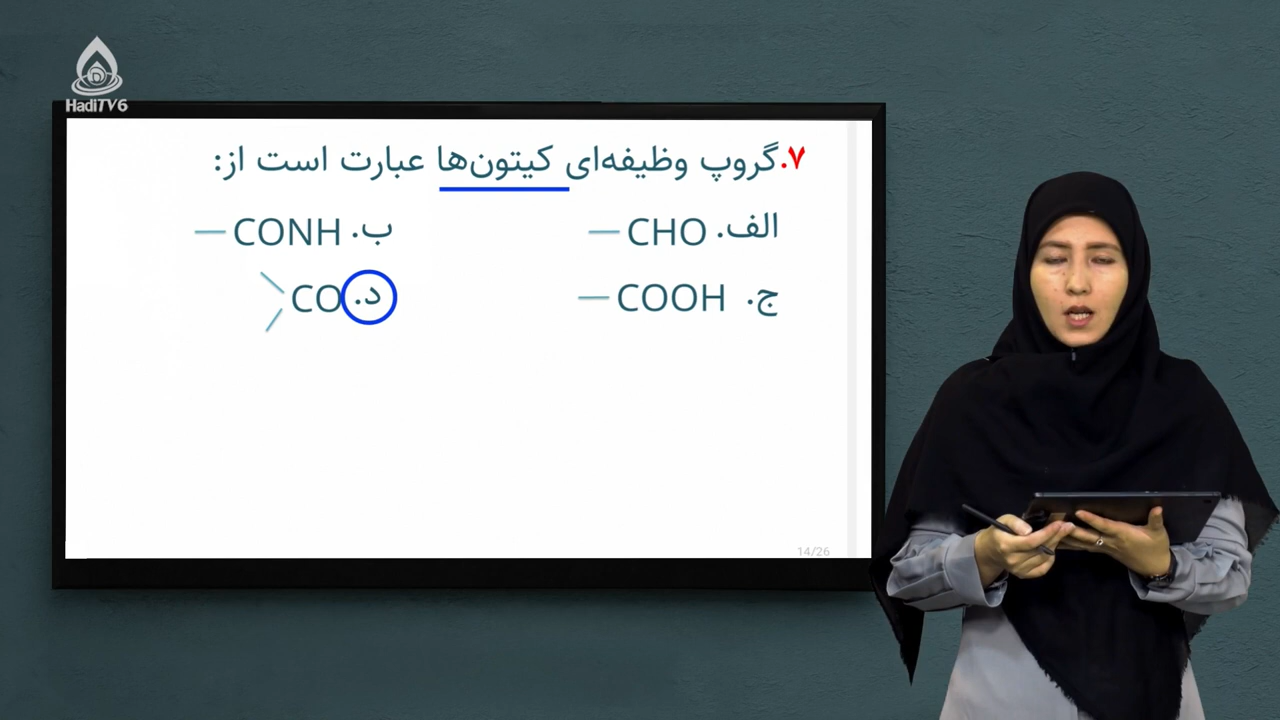 HadiTV6
۷. گروپ وظیفه‌ای کیتون‌ها عبارت است از:
الف. CHO — ب. CONH —
ج. COOH — د. CO
14/26